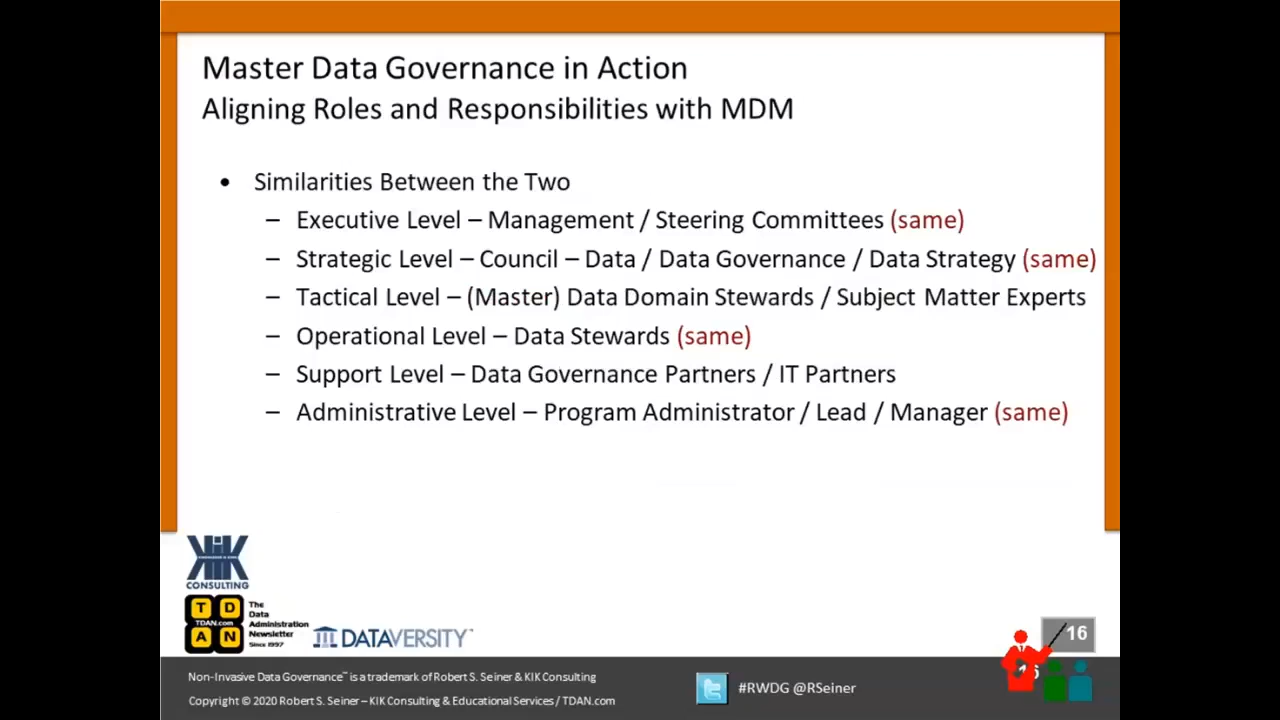 Master Data Governance in Action
Aligning Roles and Responsibilities with MDM
• Similarities Between the Two
– Executive Level – Management / Steering Committees (same)
– Strategic Level – Council – Data / Data Governance / Data Strategy (same)
– Tactical Level – (Master) Data Domain Stewards / Subject Matter Experts
– Operational Level – Data Stewards (same)
– Support Level – Data Governance Partners / IT Partners
– Administrative Level – Program Administrator / Lead / Manager (same)
KIK
CONSULTING
T D
TDAN.com
A N
The
Data
Administration
Newsletter
Since 1997
DATAVERSITY™
16
Non-Invasive Data Governance™ is a trademark of Robert S. Seiner & KIK Consulting
Copyright © 2020 Robert S. Seiner – KIK Consulting & Educational Services / TDAN.com
#RWDG @RSeiner